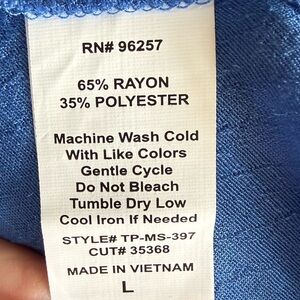 RN# 96257
65% RAYON
35% POLYESTER
Machine Wash Cold
With Like Colors
Gentle Cycle
Do Not Bleach
Tumble Dry Low
Cool Iron If Needed
STYLE# TP-MS-397
CUT# 35368
MADE IN VIETNAM
L